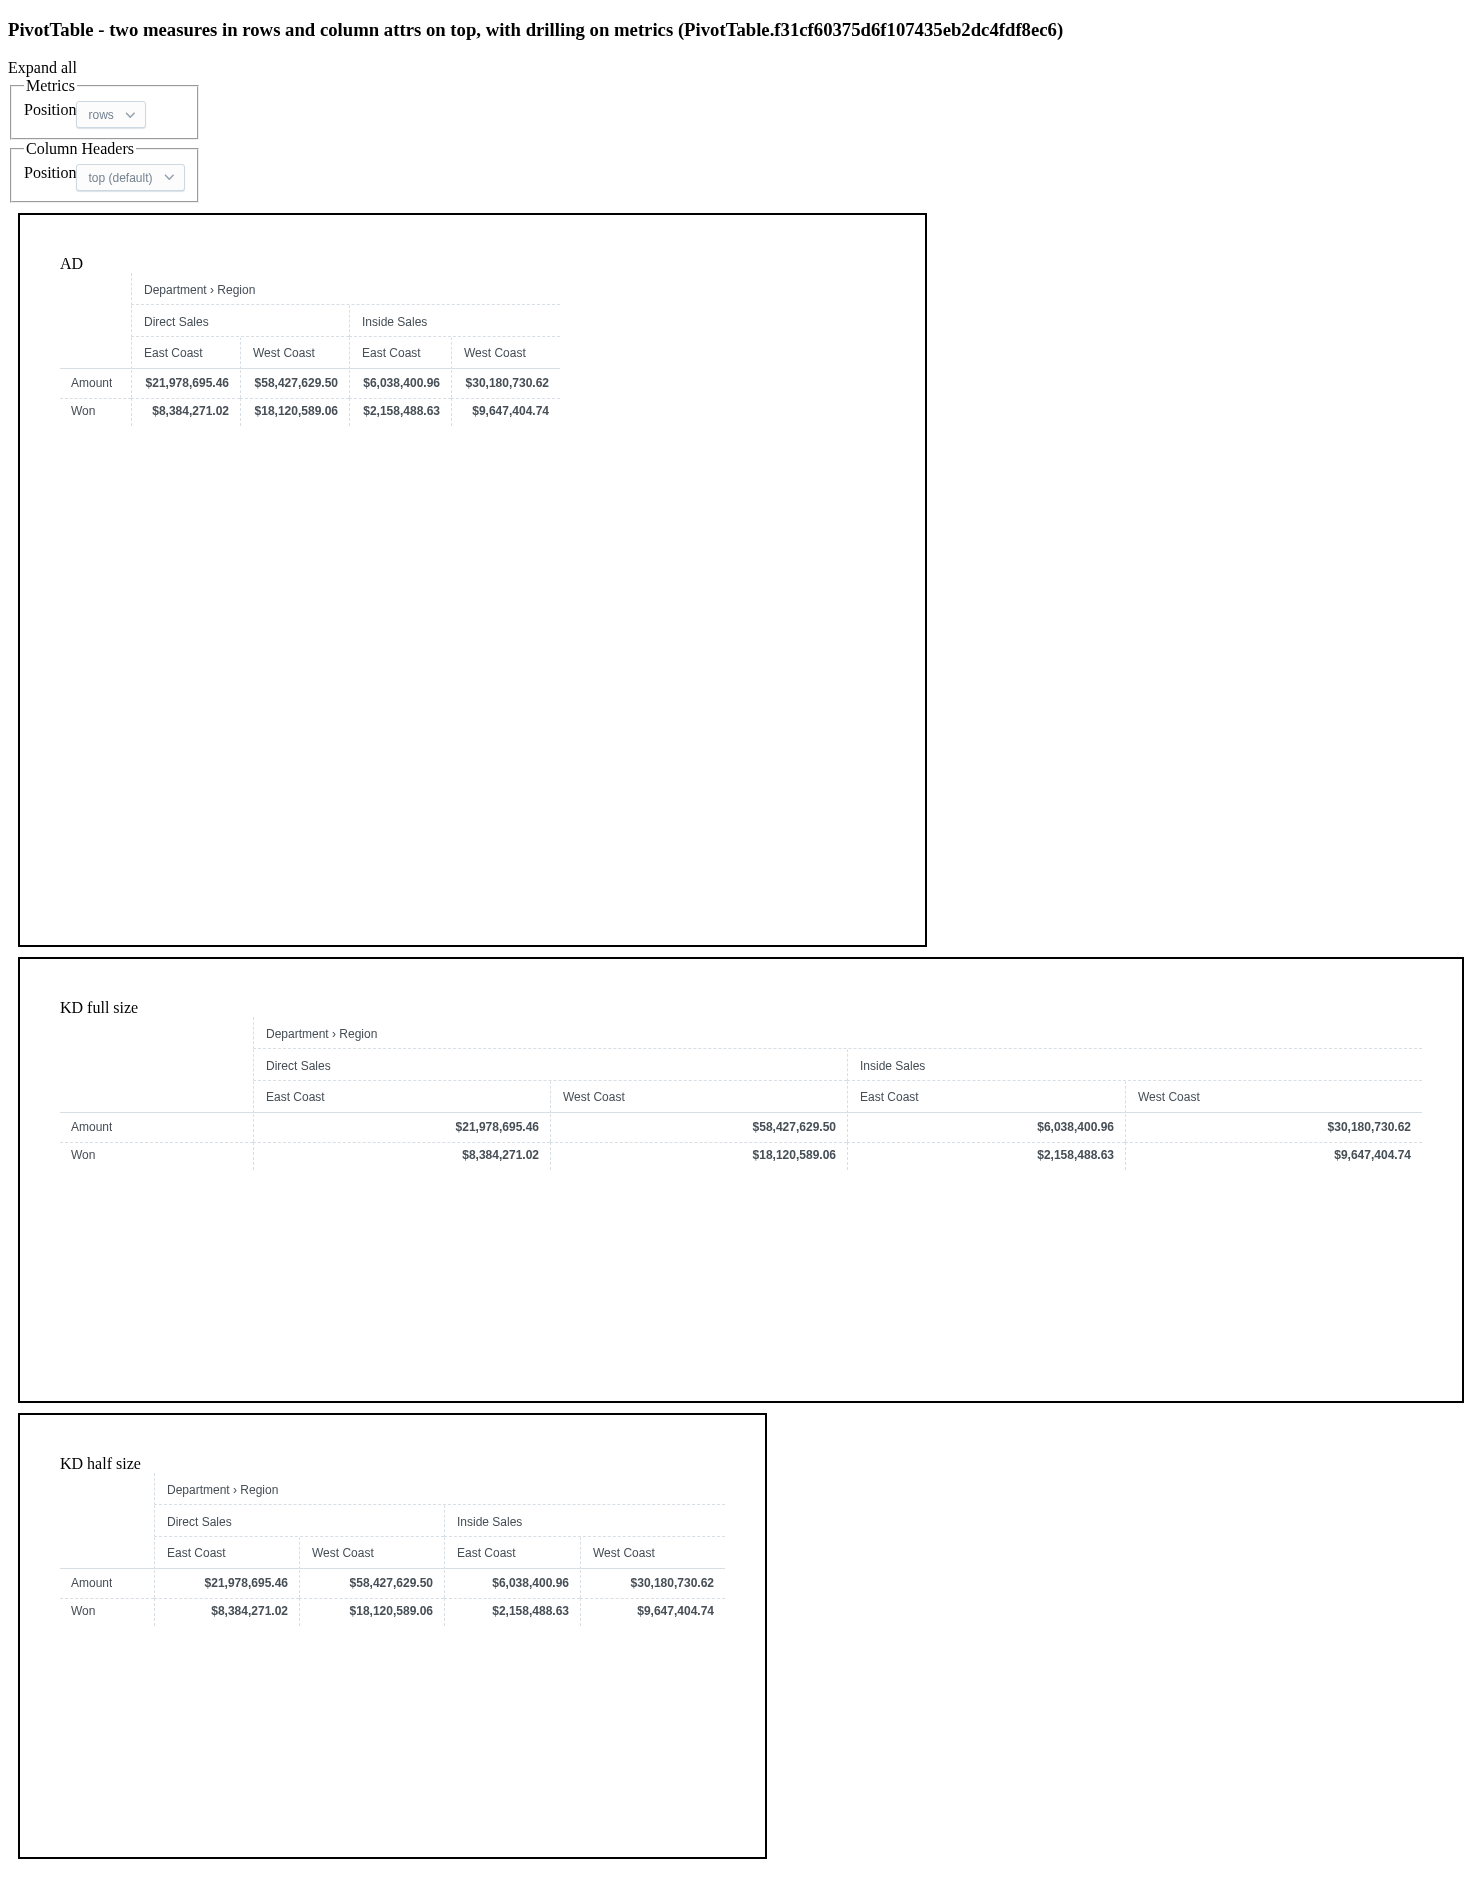 PivotTable - two measures in rows and column attrs on top, with drilling on metrics (PivotTable.f31cf60375d6f107435eb2dc4fdf8ec6)
Expand all
Metrics
Position rows
Column Headers
Position top (default)
AD
Department › Region
Direct Sales Inside Sales
East Coast West Coast East Coast West Coast
Amount $21,978,695.46 $58,427,629.50 $6,038,400.96 $30,180,730.62
Won $8,384,271.02 $18,120,589.06 $2,158,488.63 $9,647,404.74
KD full size
Department › Region
Direct Sales Inside Sales
East Coast West Coast East Coast West Coast
Amount $21,978,695.46 $58,427,629.50 $6,038,400.96 $30,180,730.62
Won $8,384,271.02 $18,120,589.06 $2,158,488.63 $9,647,404.74
KD half size
Department › Region
Direct Sales Inside Sales
East Coast West Coast East Coast West Coast
Amount $21,978,695.46 $58,427,629.50 $6,038,400.96 $30,180,730.62
Won $8,384,271.02 $18,120,589.06 $2,158,488.63 $9,647,404.74